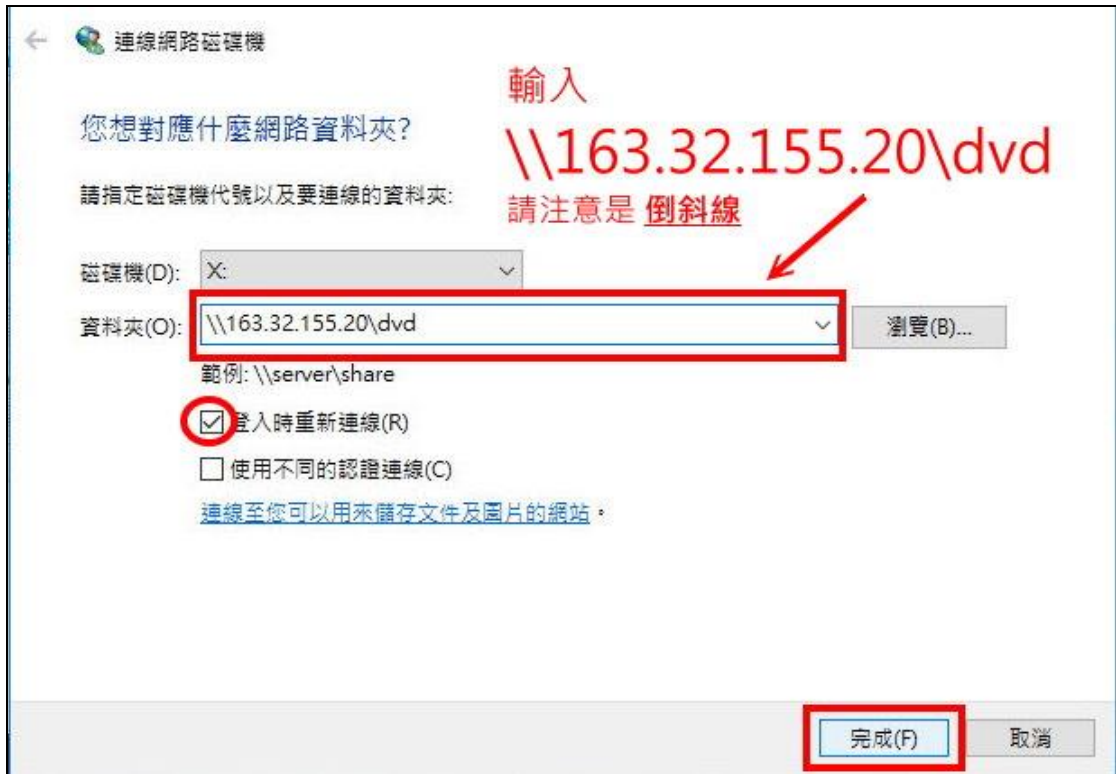 連線網路磁碟機
輸入
您想對應什麼網路資料夾?
\\163.32.155.20\dvd
請指定磁碟機代號以及要連線的資料夾:
請注意是 倒斜線
磁碟機(D): X:
資料夾(O): \\163.32.155.20\dvd 瀏覽(B)...
範例: \\server\share
登入時重新連線(R)
使用不同的認證連線(C)
連線至您可以用來儲存文件及圖片的網站。
完成(F) 取消